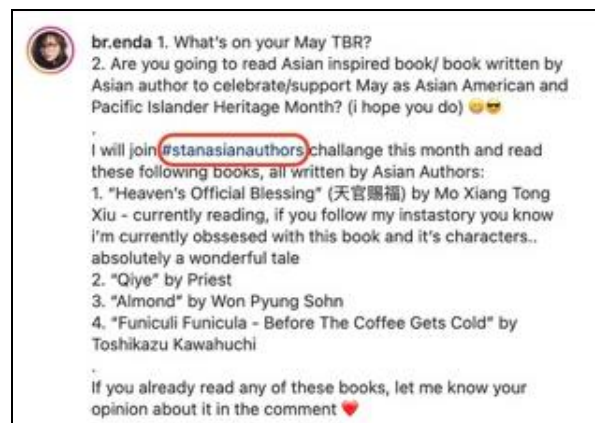 br.enda 1. What's on your May TBR?
2. Are you going to read Asian inspired book/ book written by
Asian author to celebrate/support May as Asian American and
Pacific Islander Heritage Month? (i hope you do) 😄😎
.
I will join #stanasianauthors challange this month and read
these following books, all written by Asian Authors:
1. "Heaven's Official Blessing" (天官賜福) by Mo Xiang Tong
Xiu - currently reading, if you follow my instastory you know
i'm currently obssesed with this book and it's characters..
absolutely a wonderful tale
2. "Qiye" by Priest
3. "Almond" by Won Pyung Sohn
4. "Funiculi Funicula - Before The Coffee Gets Cold" by
Toshikazu Kawahuchi
.
If you already read any of these books, let me know your
opinion about it in the comment ❤️